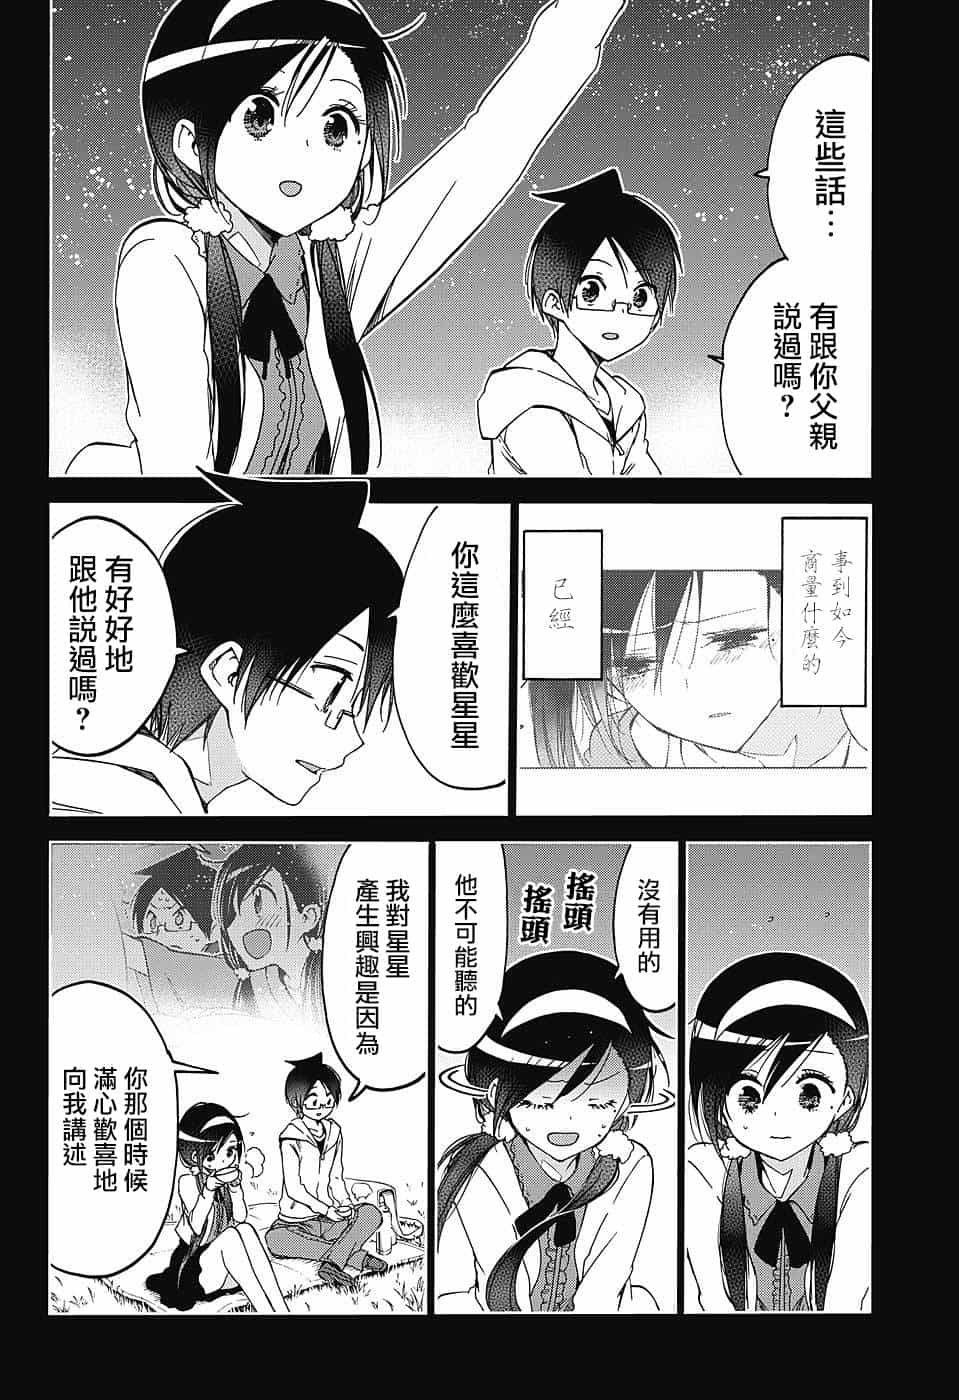 這些話…
有跟你父親
説過嗎？
事到如今
商量什麼的
已經
你這麼喜歡星星
有好好地
跟他説過嗎？
沒有用的
搖頭
搖頭
他不可能聽的
我對星星
產生興趣是因為
你那個時候
滿心歡喜地
向我講述